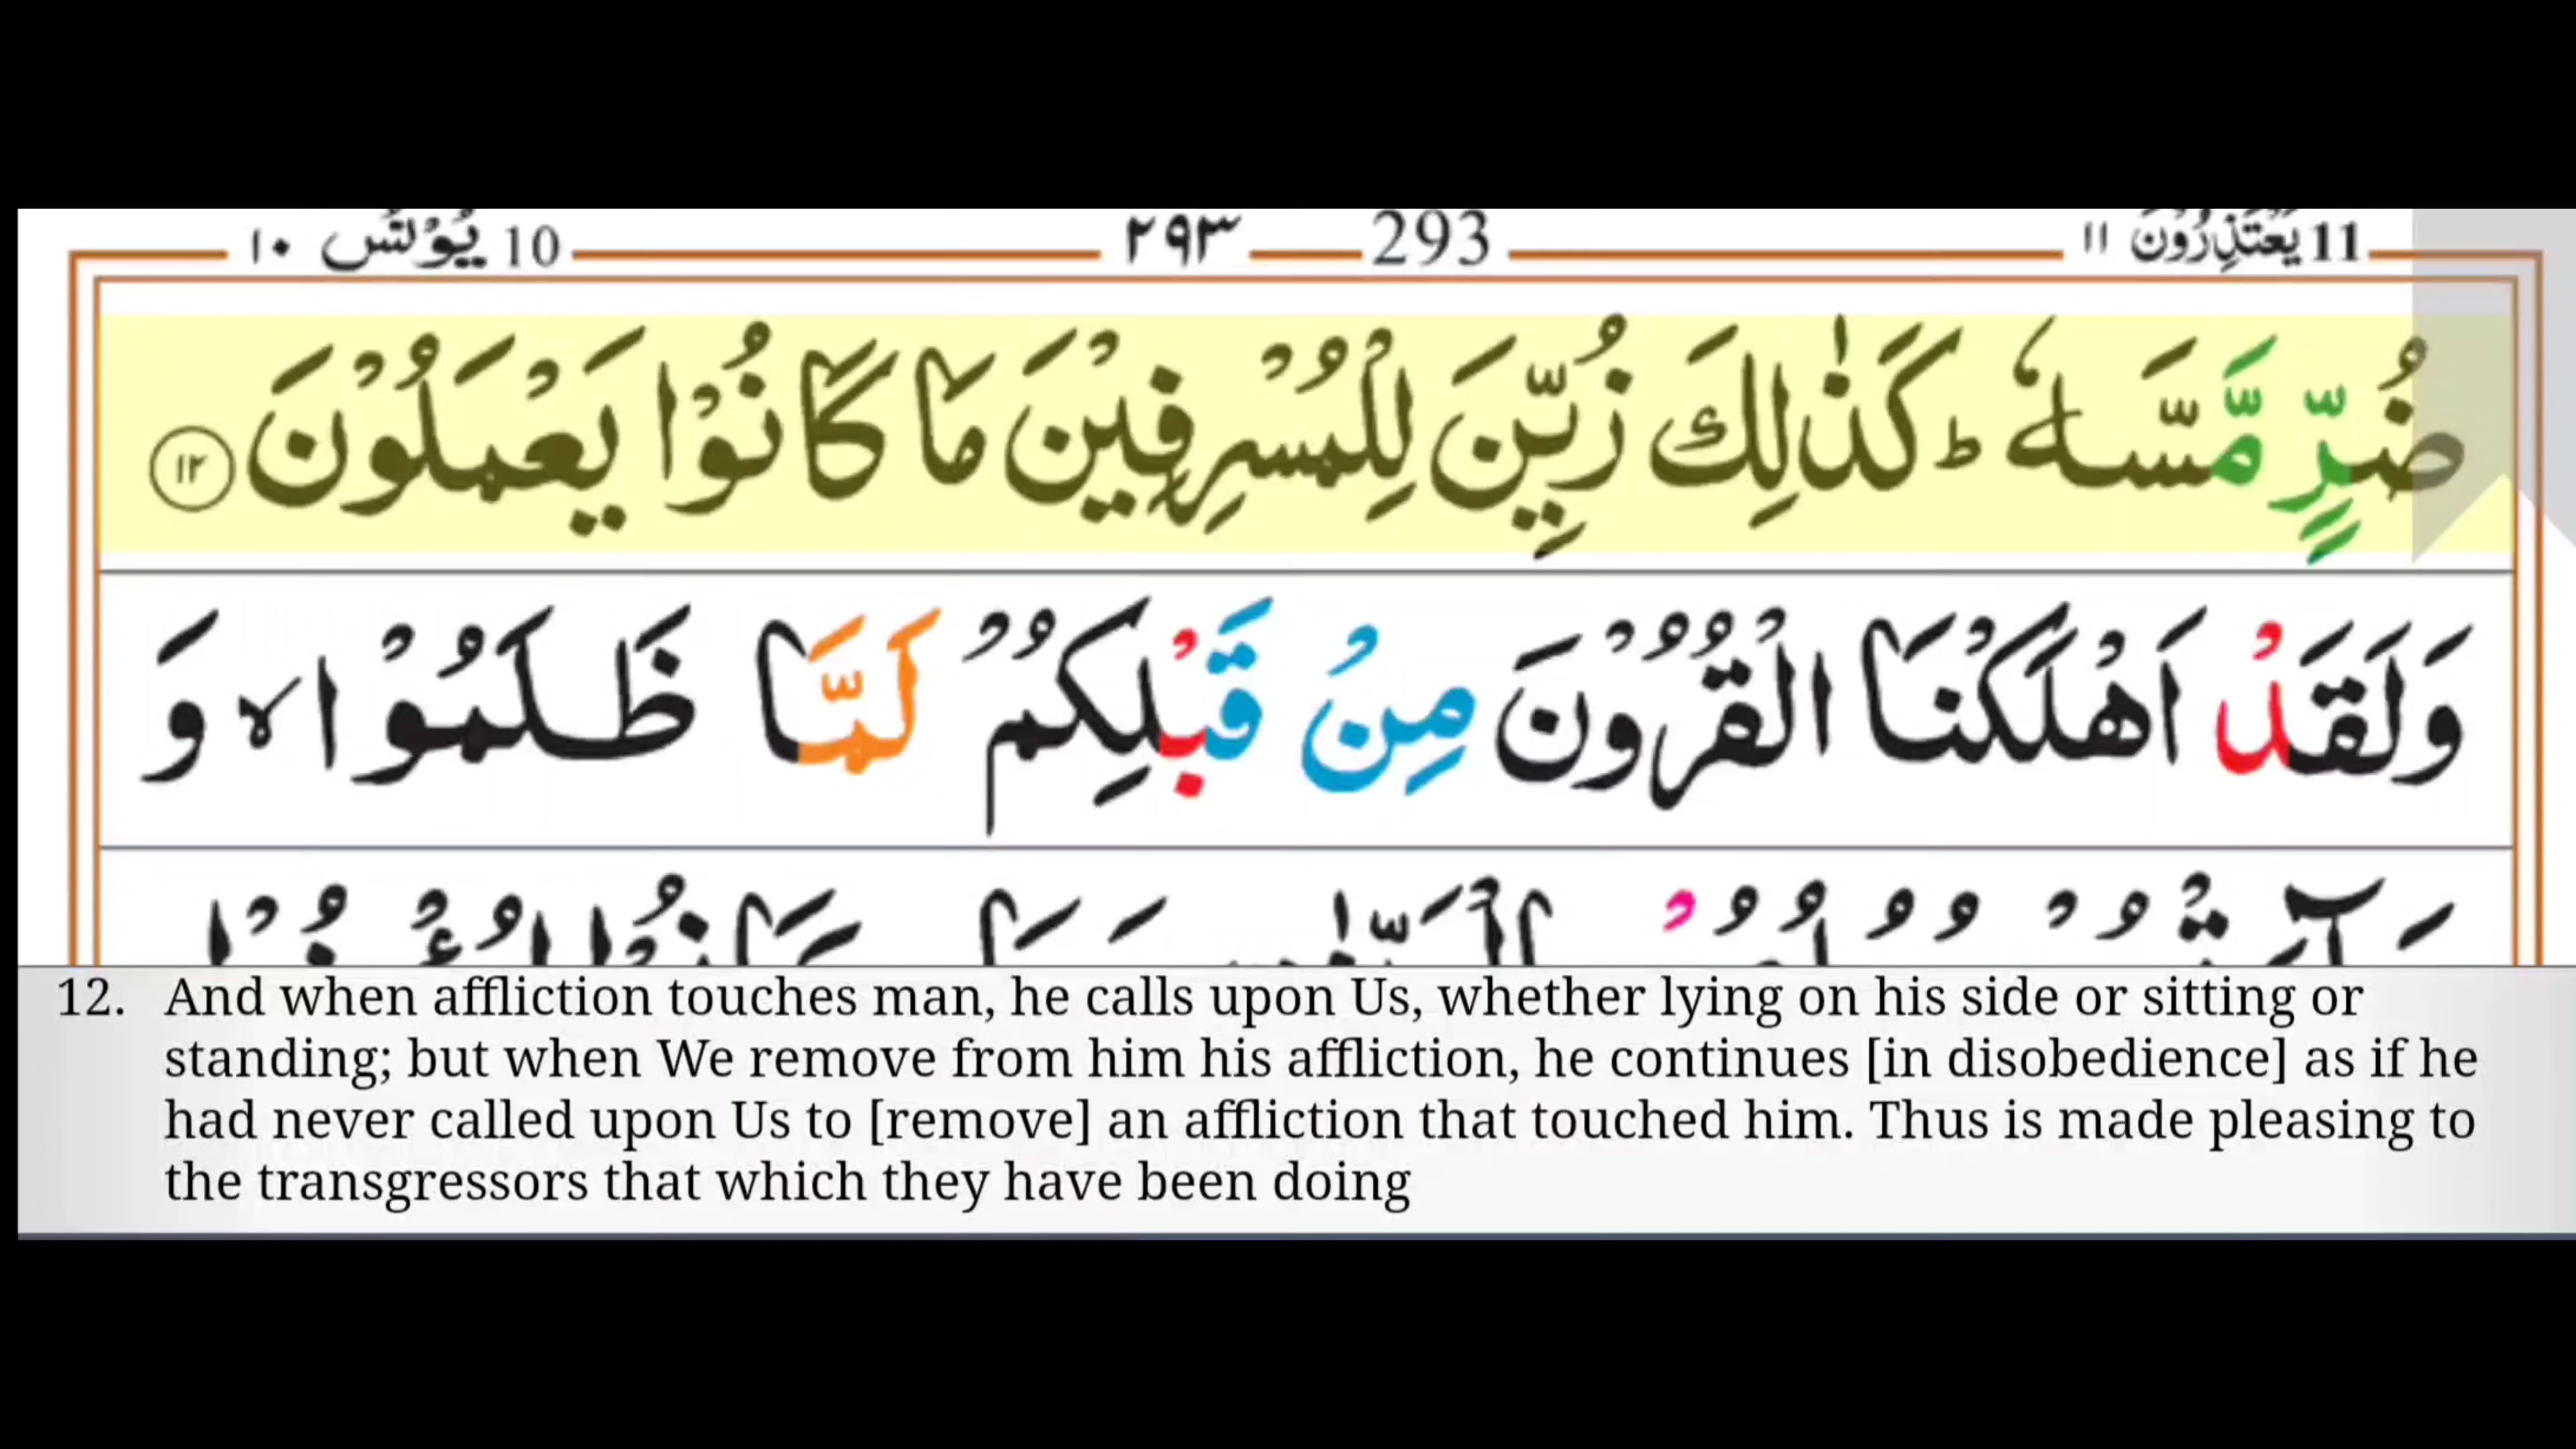 11 يَعْتَذِرُوْنَ ١١ 293 ٢٩٣ 10 يُوْنُس ١٠
ضُرٍّ مَّسَّهٗ ؕ كَذٰلِكَ زُيِّنَ لِلْمُسْرِفِيْنَ مَا كَانُوْا يَعْمَلُوْنَ ١٢
وَلَقَدْ اَهْلَكْنَا الْقُرُوْنَ مِنْ قَبْلِكُمْ لَمَّا ظَلَمُوْا ۙ وَ
12. And when affliction touches man, he calls upon Us, whether lying on his side or sitting or
standing; but when We remove from him his affliction, he continues [in disobedience] as if he
had never called upon Us to [remove] an affliction that touched him. Thus is made pleasing to
the transgressors that which they have been doing